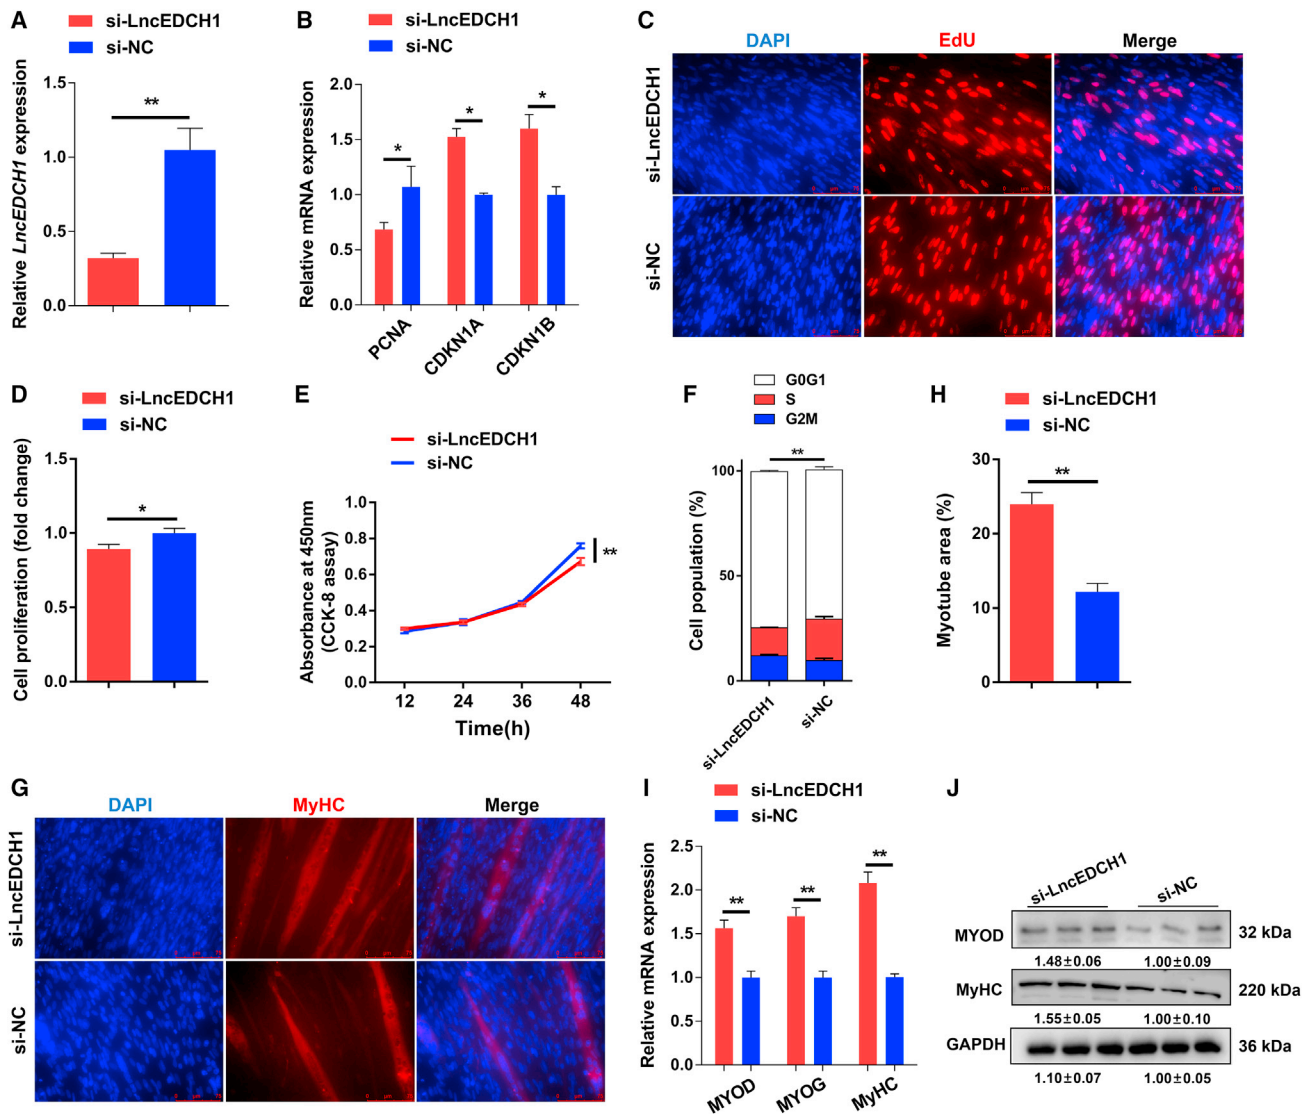 A
si-LncEDCH1
si-NC
Relative LncEDCH1 expression
1.5
1.0
0.5
0.0
**
B
si-LncEDCH1
si-NC
Relative mRNA expression
2.0
1.5
1.0
0.5
0.0
*
*
*
PCNA
CDKN1A
CDKN1B
C
DAPI
EdU
Merge
si-LncEDCH1
si-NC
D
si-LncEDCH1
si-NC
Cell proliferation (fold change)
1.5
1.0
0.5
0.0
*
E
si-LncEDCH1
si-NC
Absorbance at 450nm
(CCK-8 assay)
1.0
0.8
0.6
0.4
0.2
0.0
**
12
24
36
48
Time(h)
F
G0G1
S
G2M
Cell population (%)
100
50
0
**
si-LncEDCH1
si-NC
H
si-LncEDCH1
si-NC
Myotube area (%)
30
20
10
0
**
G
DAPI
MyHC
Merge
si-LncEDCH1
si-NC
I
si-LncEDCH1
si-NC
Relative mRNA expression
2.5
2.0
1.5
1.0
0.5
0.0
**
**
**
MYOD
MYOG
MyHC
J
si-LncEDCH1
si-NC
MYOD
32 kDa
1.48±0.06
1.00±0.09
MyHC
220 kDa
1.55±0.05
1.00±0.10
GAPDH
36 kDa
1.10±0.07
1.00±0.05